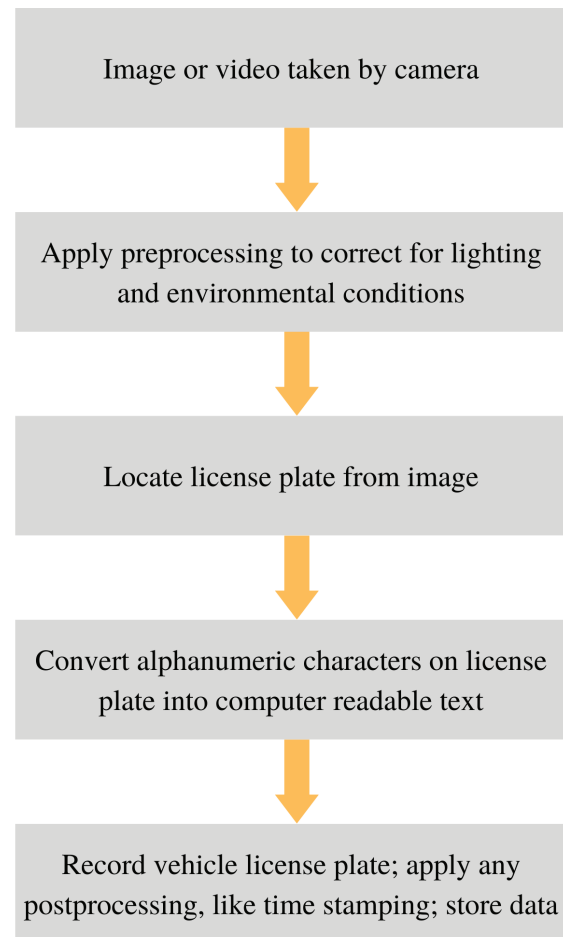 Image or video taken by camera
Apply preprocessing to correct for lighting
and environmental conditions
Locate license plate from image
Convert alphanumeric characters on license
plate into computer readable text
Record vehicle license plate; apply any
postprocessing, like time stamping; store data